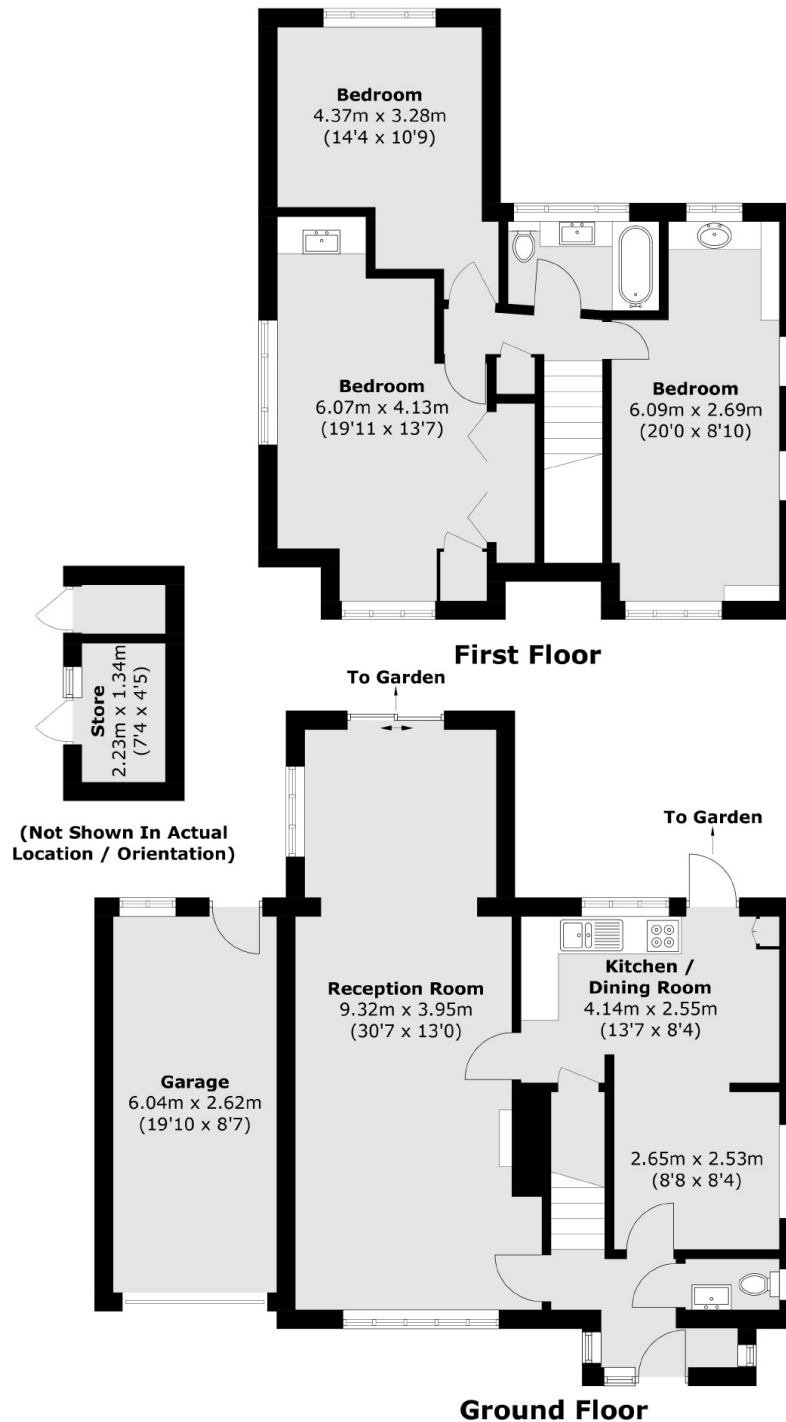 Bedroom
4.37m x 3.28m
(14'4 x 10'9)
Bedroom
6.07m x 4.13m
(19'11 x 13'7)
Bedroom
6.09m x 2.69m
(20'0 x 8'10)
First Floor
Store
2.23m x 1.34m
(7'4 x 4'5)
(Not Shown In Actual
Location / Orientation)
To Garden
To Garden
Reception Room
9.32m x 3.95m
(30'7 x 13'0)
Kitchen /
Dining Room
4.14m x 2.55m
(13'7 x 8'4)
Garage
6.04m x 2.62m
(19'10 x 8'7)
2.65m x 2.53m
(8'8 x 8'4)
Ground Floor